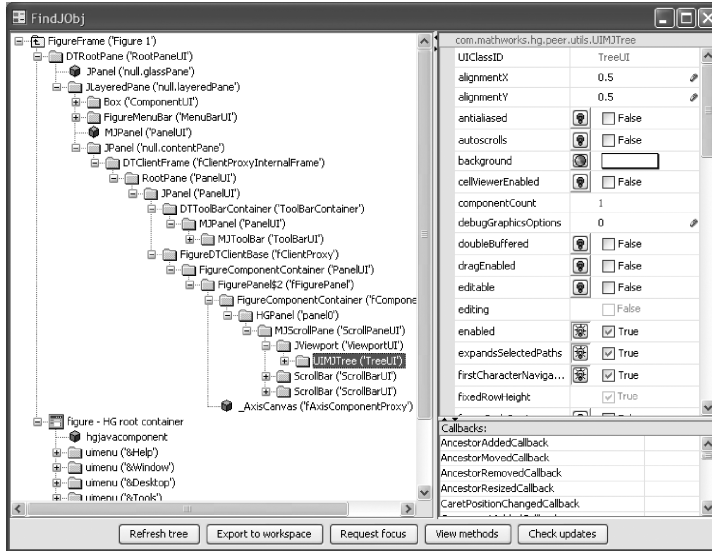 FindJObj
FigureFrame ('Figure 1')
DTRootPane ('RootPaneUI')
JPanel ('null.glassPane')
JLayeredPane ('null.layeredPane')
Box ('ComponentUI')
FigureMenuBar ('MenuBarUI')
MJPanel ('PanelUI')
JPanel ('null.contentPane')
DTClientFrame ('fClientProxyInternalFrame')
RootPane ('PanelUI')
JPanel ('PanelUI')
DTToolBarContainer ('ToolBarContainer')
MJPanel ('PanelUI')
MJToolBar ('ToolBarUI')
FigureDTClientBase ('fClientProxy')
FigureComponentContainer ('PanelUI')
FigurePanel$2 ('fFigurePanel')
FigureComponentContainer ('fCompone
HGPanel ('panel0')
MJScrollPane ('ScrollPaneUI')
JViewport ('ViewportUI')
UIMJTree ('TreeUI')
ScrollBar ('ScrollBarUI')
ScrollBar ('ScrollBarUI')
_AxisCanvas ('fAxisComponentProxy')
figure - HG root container
hgjavacomponent
uimenu ('&Help')
uimenu ('&Window')
uimenu ('&Desktop')
uimenu ('&Tools')
com.mathworks.hg.peer.utils.UIMJTree
UIClassID TreeUI
alignmentX 0.5
alignmentY 0.5
antialiased False
autoscrolls False
background
cellViewerEnabled False
componentCount 1
debugGraphicsOptions 0
doubleBuffered False
dragEnabled False
editable False
editing False
enabled True
expandsSelectedPaths True
firstCharacterNaviga... True
fixedRowHeight True
Callbacks:
AncestorAddedCallback
AncestorMovedCallback
AncestorRemovedCallback
AncestorResizedCallback
CaretPositionChangedCallback
Refresh tree Export to workspace Request focus View methods Check updates